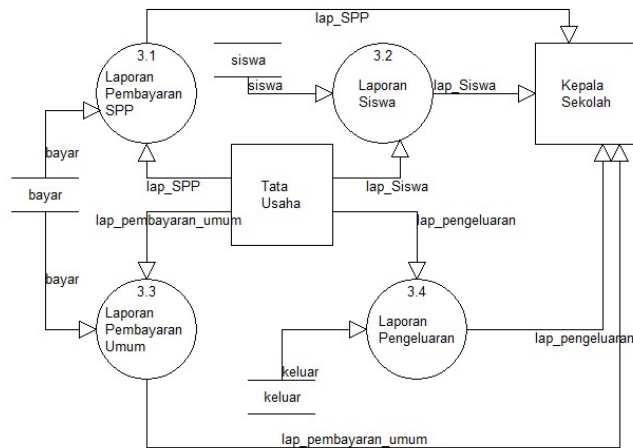 lap_SPP
3.1
Laporan
Pembayaran
SPP
siswa
siswa
3.2
Laporan
Siswa
lap_Siswa
Kepala
Sekolah
bayar
bayar
bayar
lap_SPP
Tata
Usaha
lap_Siswa
lap_pembayaran_umum
lap_pengeluaran
3.3
Laporan
Pembayaran
Umum
3.4
Laporan
Pengeluaran
lap_pengeluaran
keluar
keluar
lap_pembayaran_umum